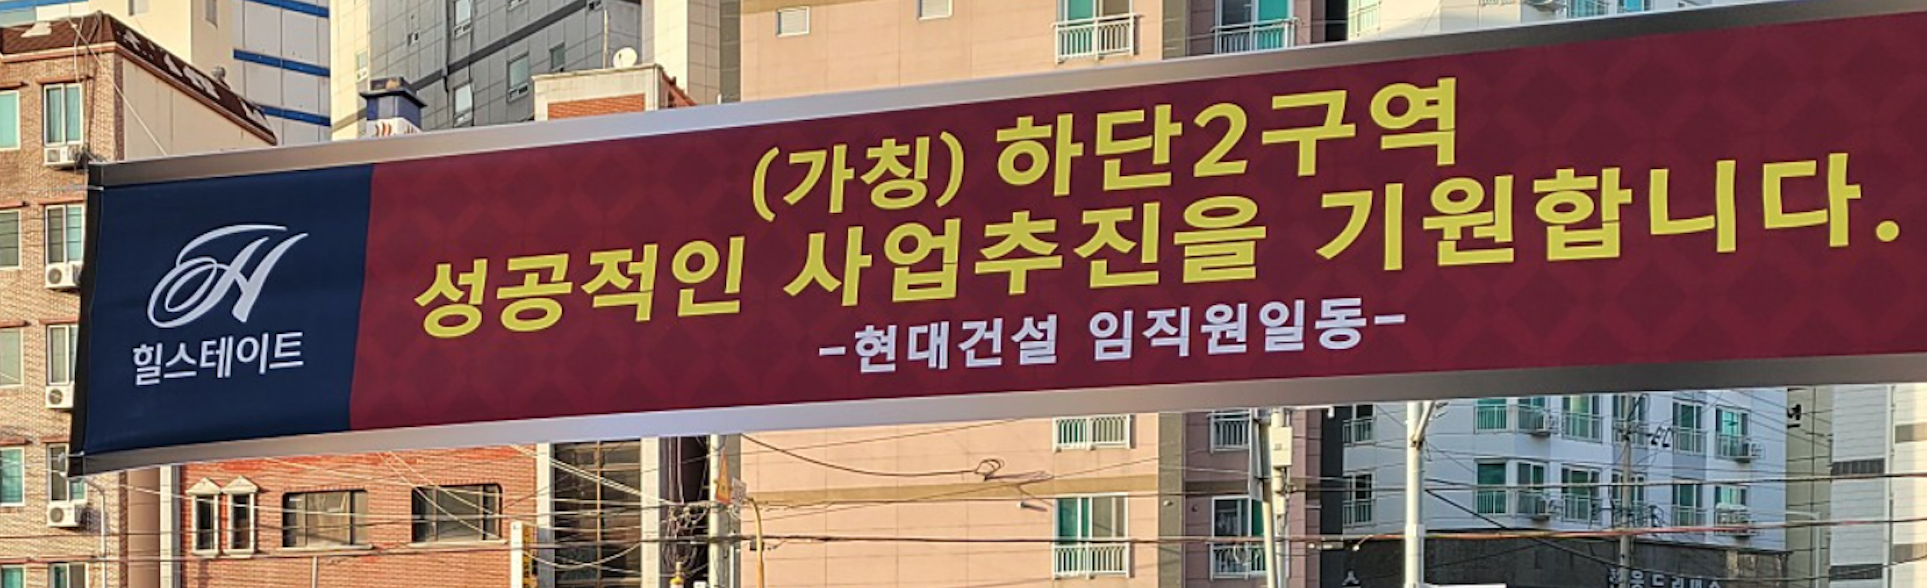 힐스테이트
(가칭) 하단2구역
성공적인 사업추진을 기원합니다.
-현대건설 임직원일동-